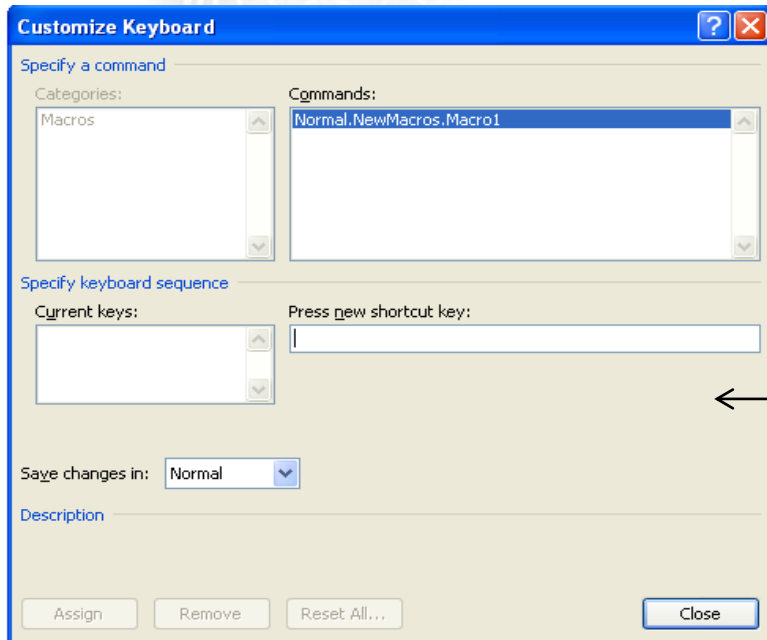 Customize Keyboard
Specify a command
Categories:
Commands:
Macros
Normal.NewMacros.Macro1
Specify keyboard sequence
Current keys:
Press new shortcut key:
Save changes in:
Normal
Description
Assign
Remove
Reset All...
Close